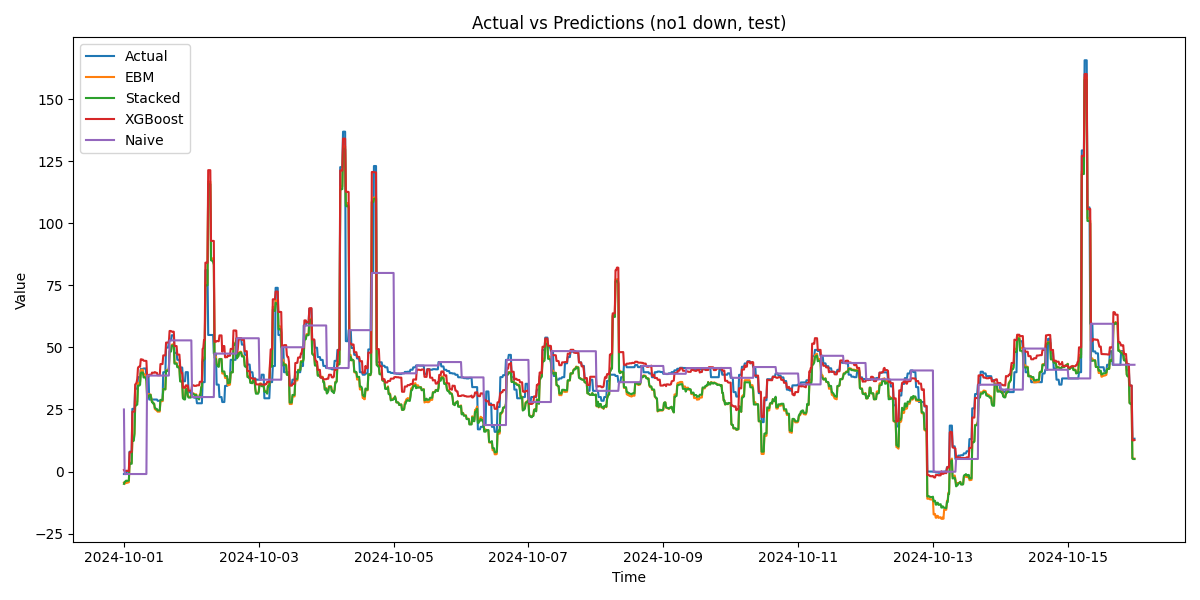 Actual vs Predictions (no1 down, test)
Actual
EBM
Stacked
XGBoost
Naive
Value
150
125
100
75
50
25
0
−25
2024-10-01
2024-10-03
2024-10-05
2024-10-07
2024-10-09
2024-10-11
2024-10-13
2024-10-15
Time